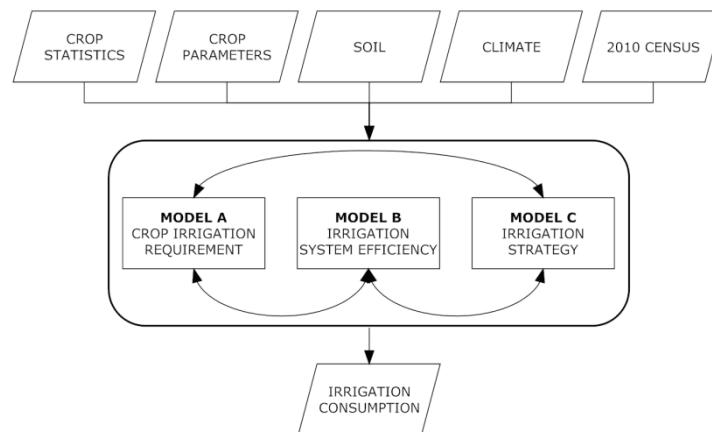 CROP
STATISTICS
CROP
PARAMETERS
SOIL
CLIMATE
2010 CENSUS
MODEL A
CROP IRRIGATION
REQUIREMENT
MODEL B
IRRIGATION
SYSTEM EFFICIENCY
MODEL C
IRRIGATION
STRATEGY
IRRIGATION
CONSUMPTION